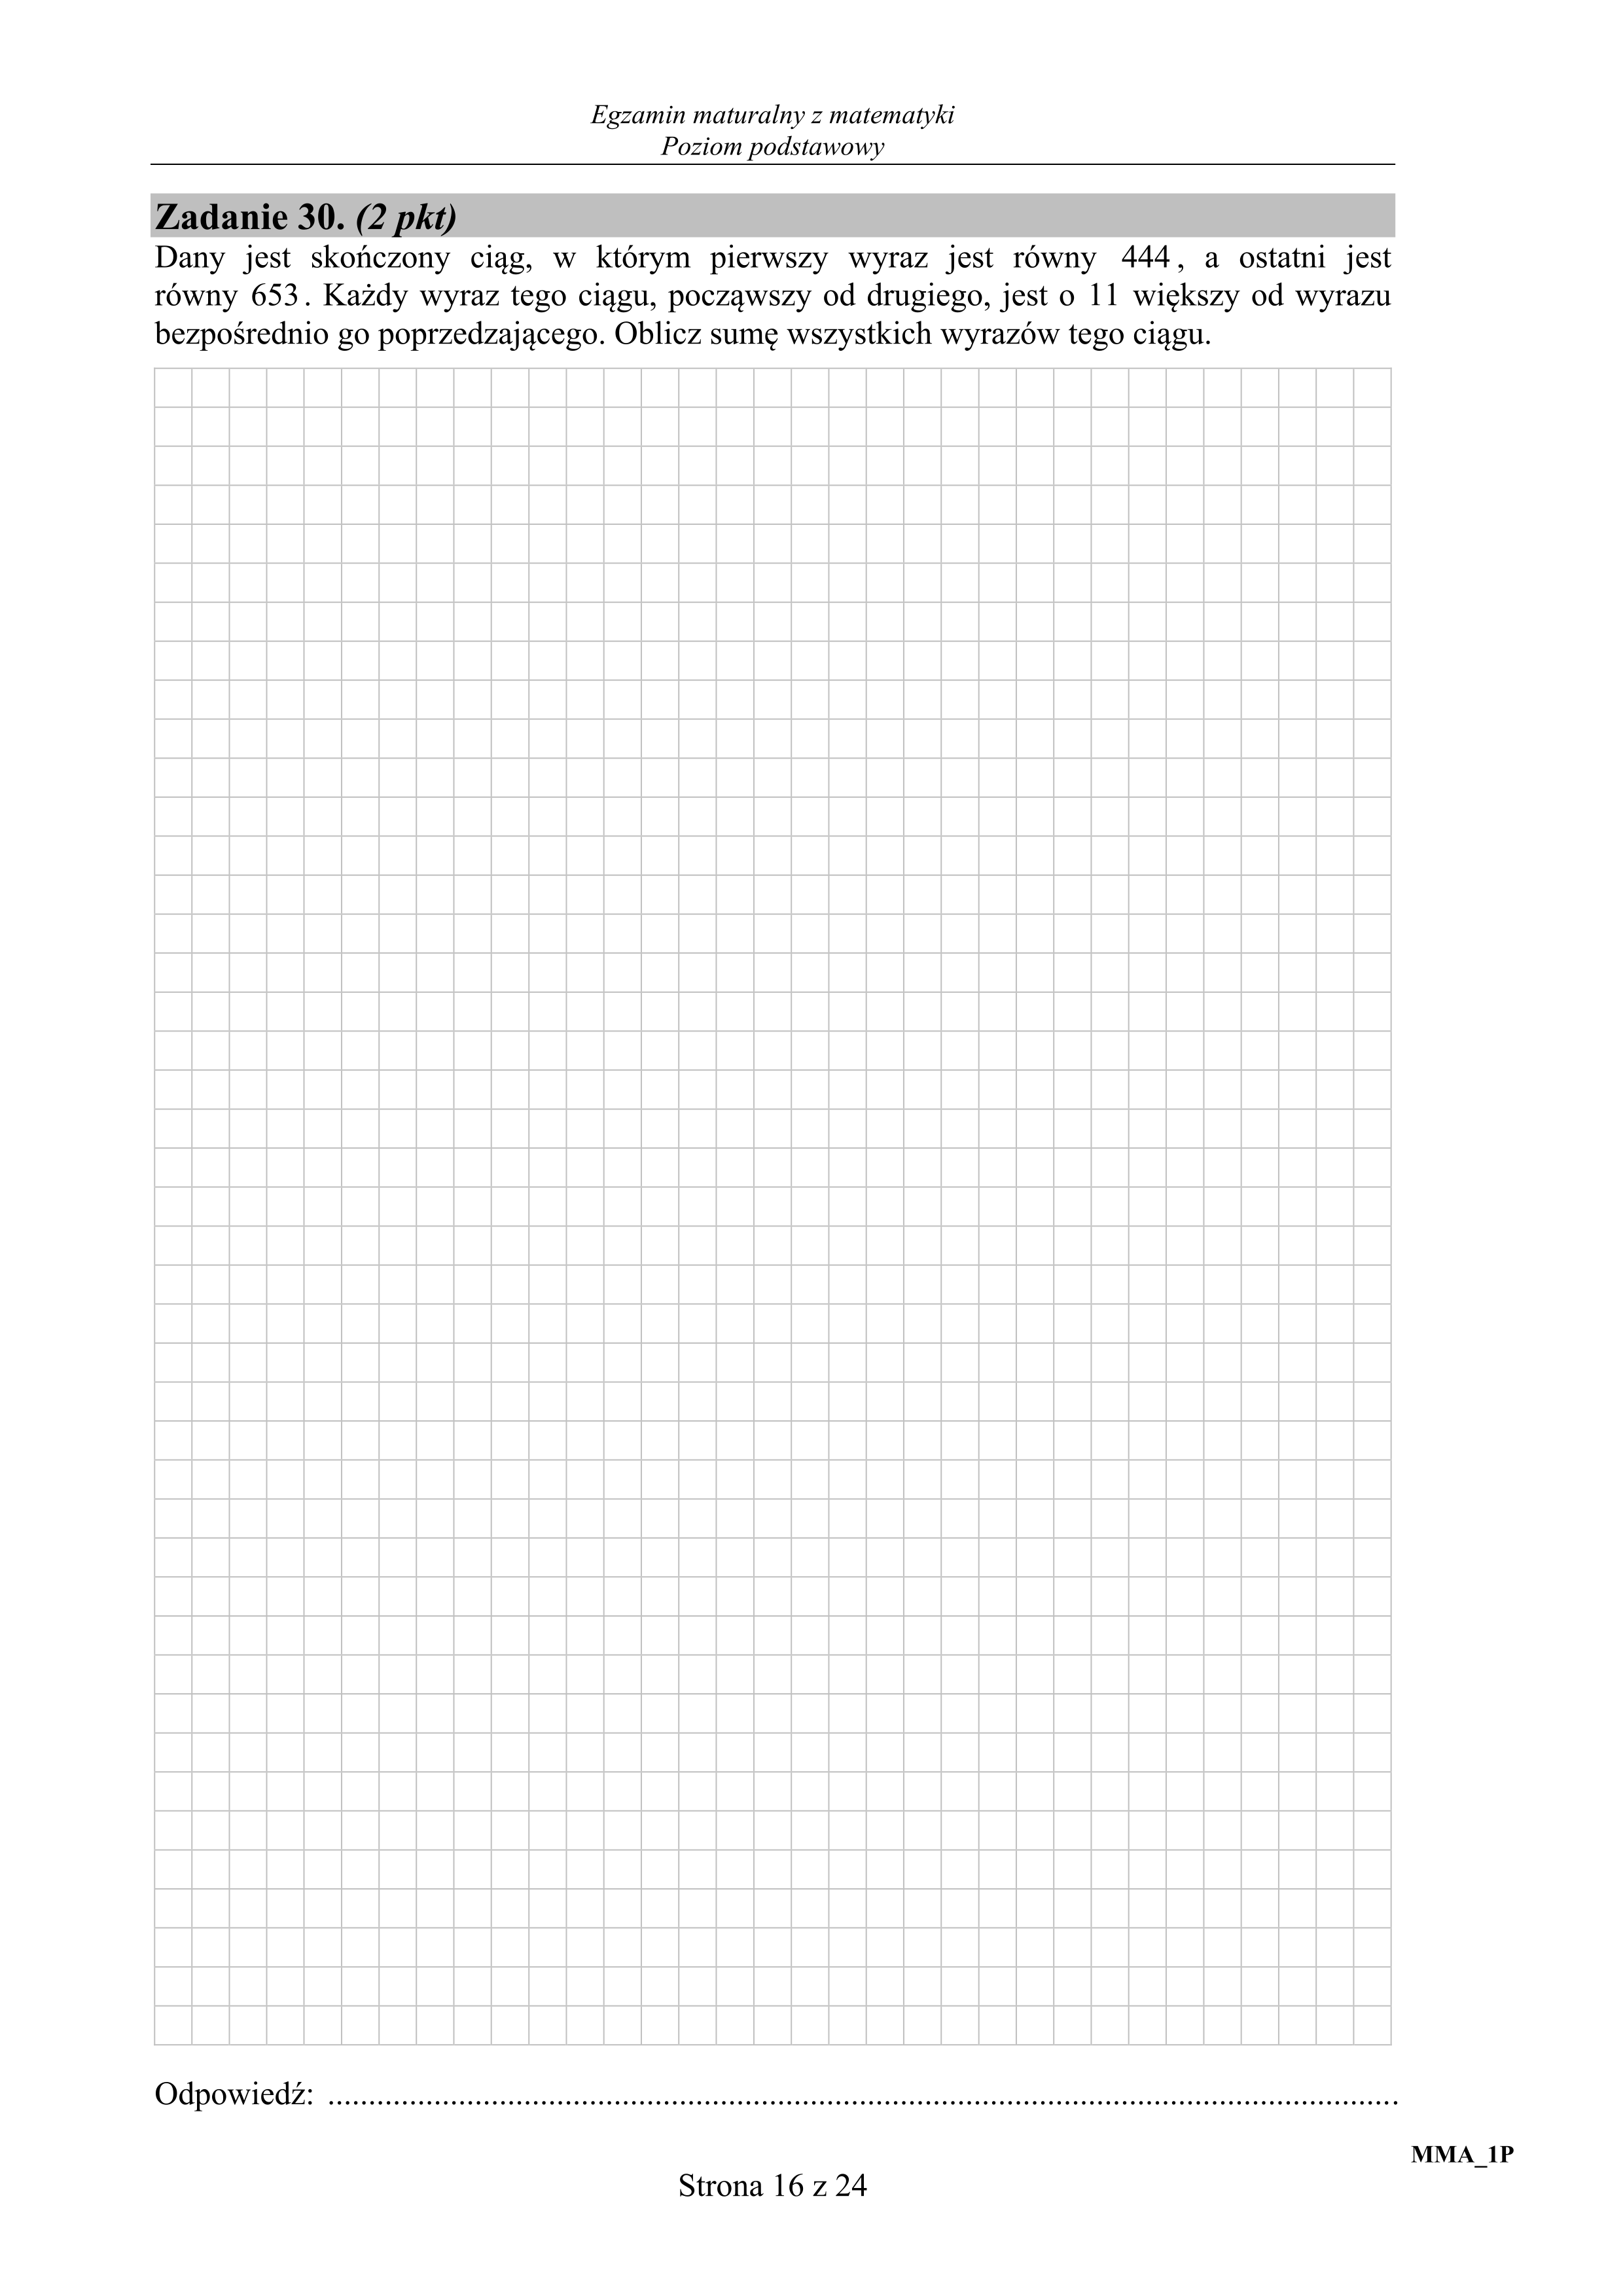 Egzamin maturalny z matematyki
Poziom podstawowy
Zadanie 30. (2 pkt)
Dany jest skończony ciąg, w którym pierwszy wyraz jest równy 444, a ostatni jest
równy 653. Każdy wyraz tego ciągu, począwszy od drugiego, jest o 11 większy od wyrazu
bezpośrednio go poprzedzającego. Oblicz sumę wszystkich wyrazów tego ciągu.
Odpowiedź: ....................................................................................................................................
MMA_1P
Strona 16 z 24